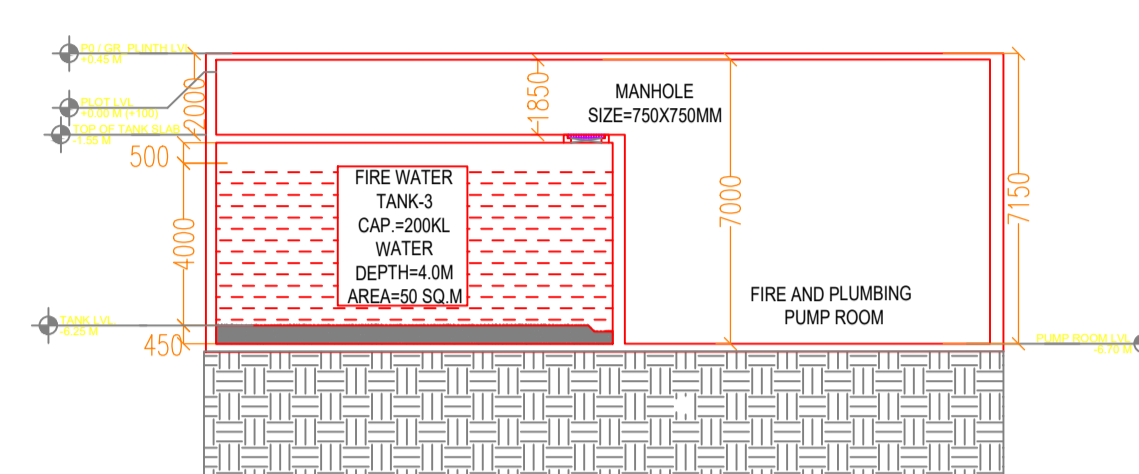 P0 / GR. PLINTH LVL
+0.45 M
PLOT LVL
+0.00 M (+100)
TOP OF TANK SLAB
-1.55 M
2000
1850
MANHOLE
SIZE=750X750MM
500
FIRE WATER
TANK-3
CAP.=200KL
WATER
DEPTH=4.0M
AREA=50 SQ.M
4000
7000
7150
FIRE AND PLUMBING
PUMP ROOM
TANK LVL
-6.25 M
450
PUMP ROOM LVL
-6.70 M